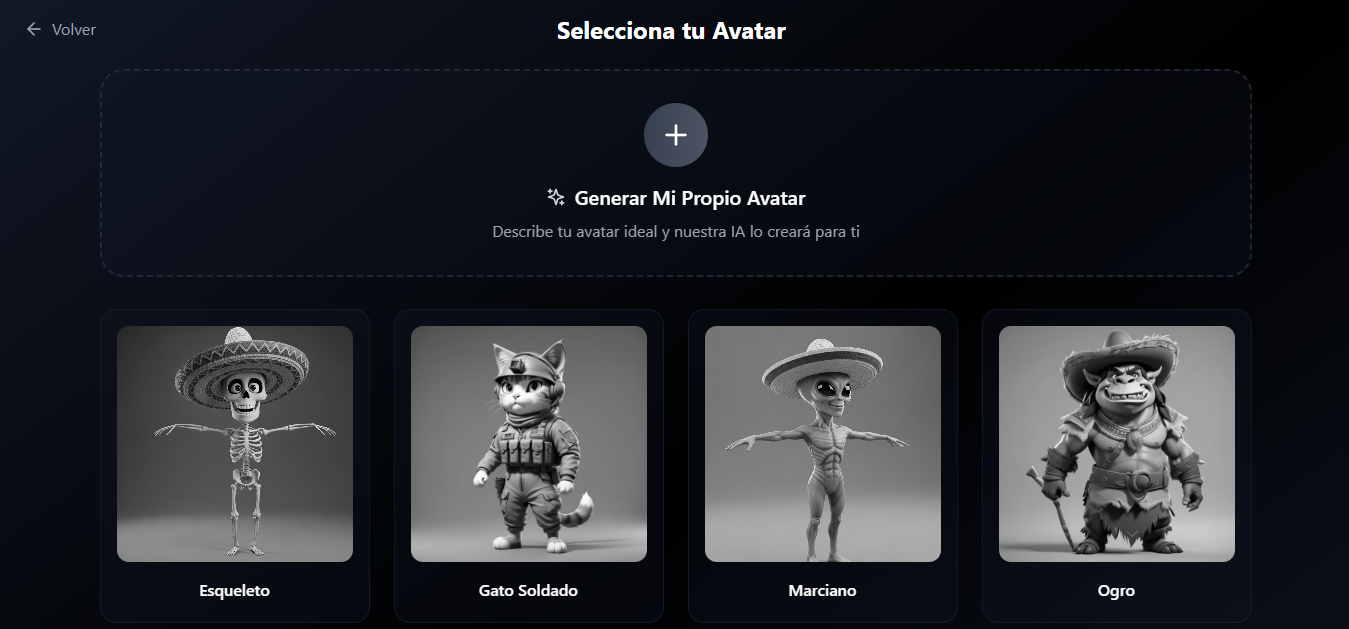 Volver
Selecciona tu Avatar
Generar Mi Propio Avatar
Describe tu avatar ideal y nuestra IA lo creará para ti
Esqueleto
Gato Soldado
Marciano
Ogro